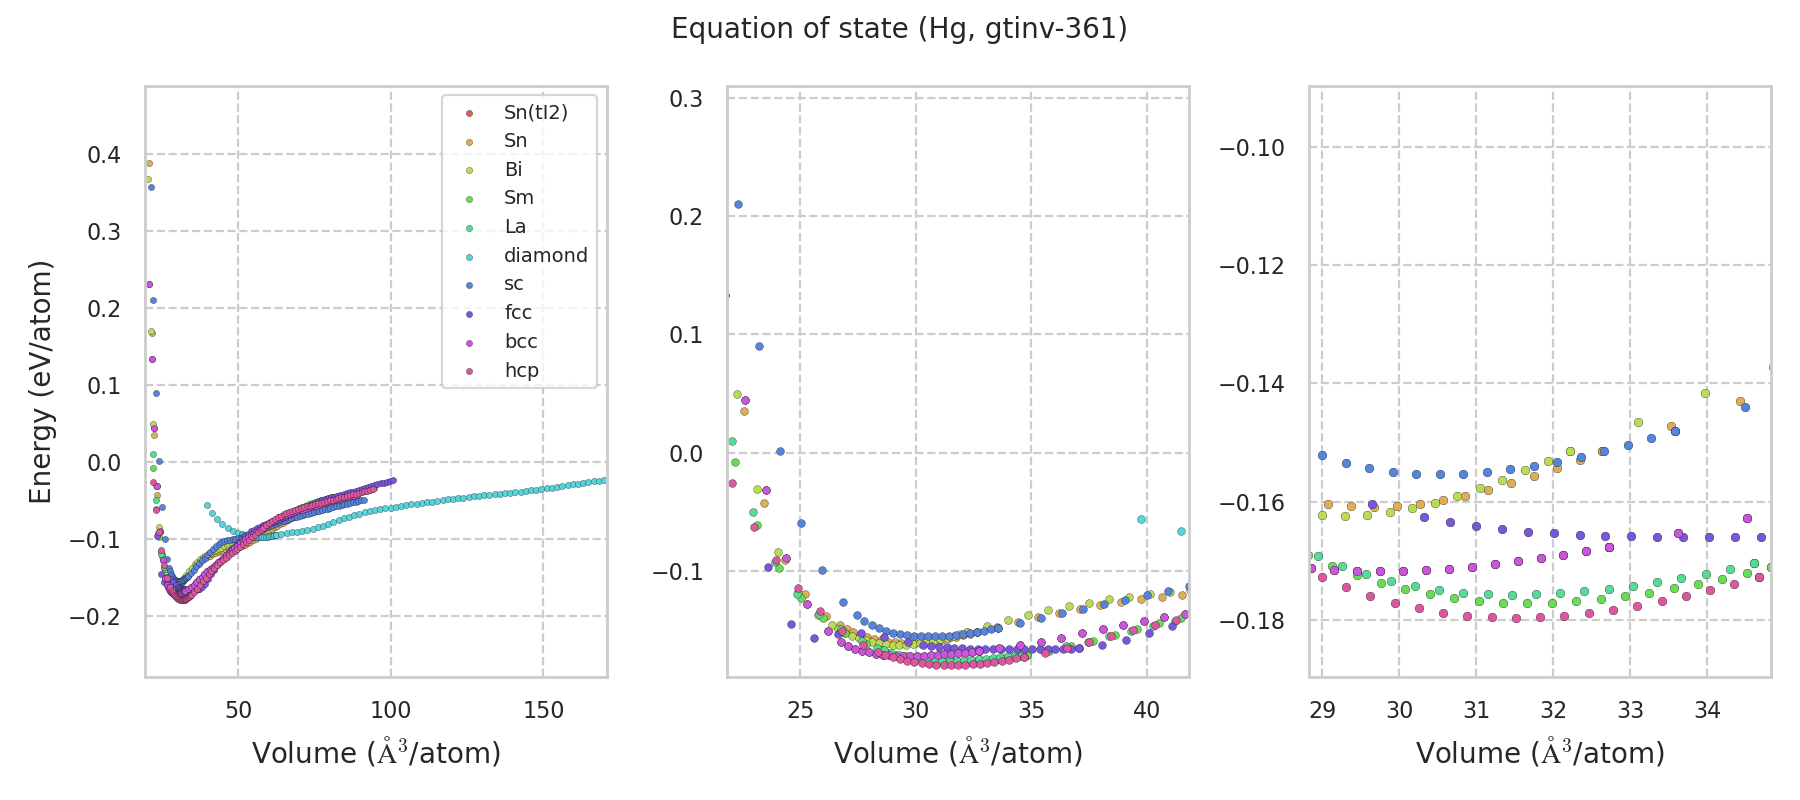 Equation of state (Hg, gtinv-361)
Energy (eV/atom)
0.4
0.3
0.2
0.1
0.0
−0.1
−0.2
50
100
150
Volume (Å³/atom)
Sn(tI2)
Sn
Bi
Sm
La
diamond
sc
fcc
bcc
hcp
0.3
0.2
0.1
0.0
−0.1
25
30
35
40
Volume (Å³/atom)
−0.10
−0.12
−0.14
−0.16
−0.18
29
30
31
32
33
34
Volume (Å³/atom)